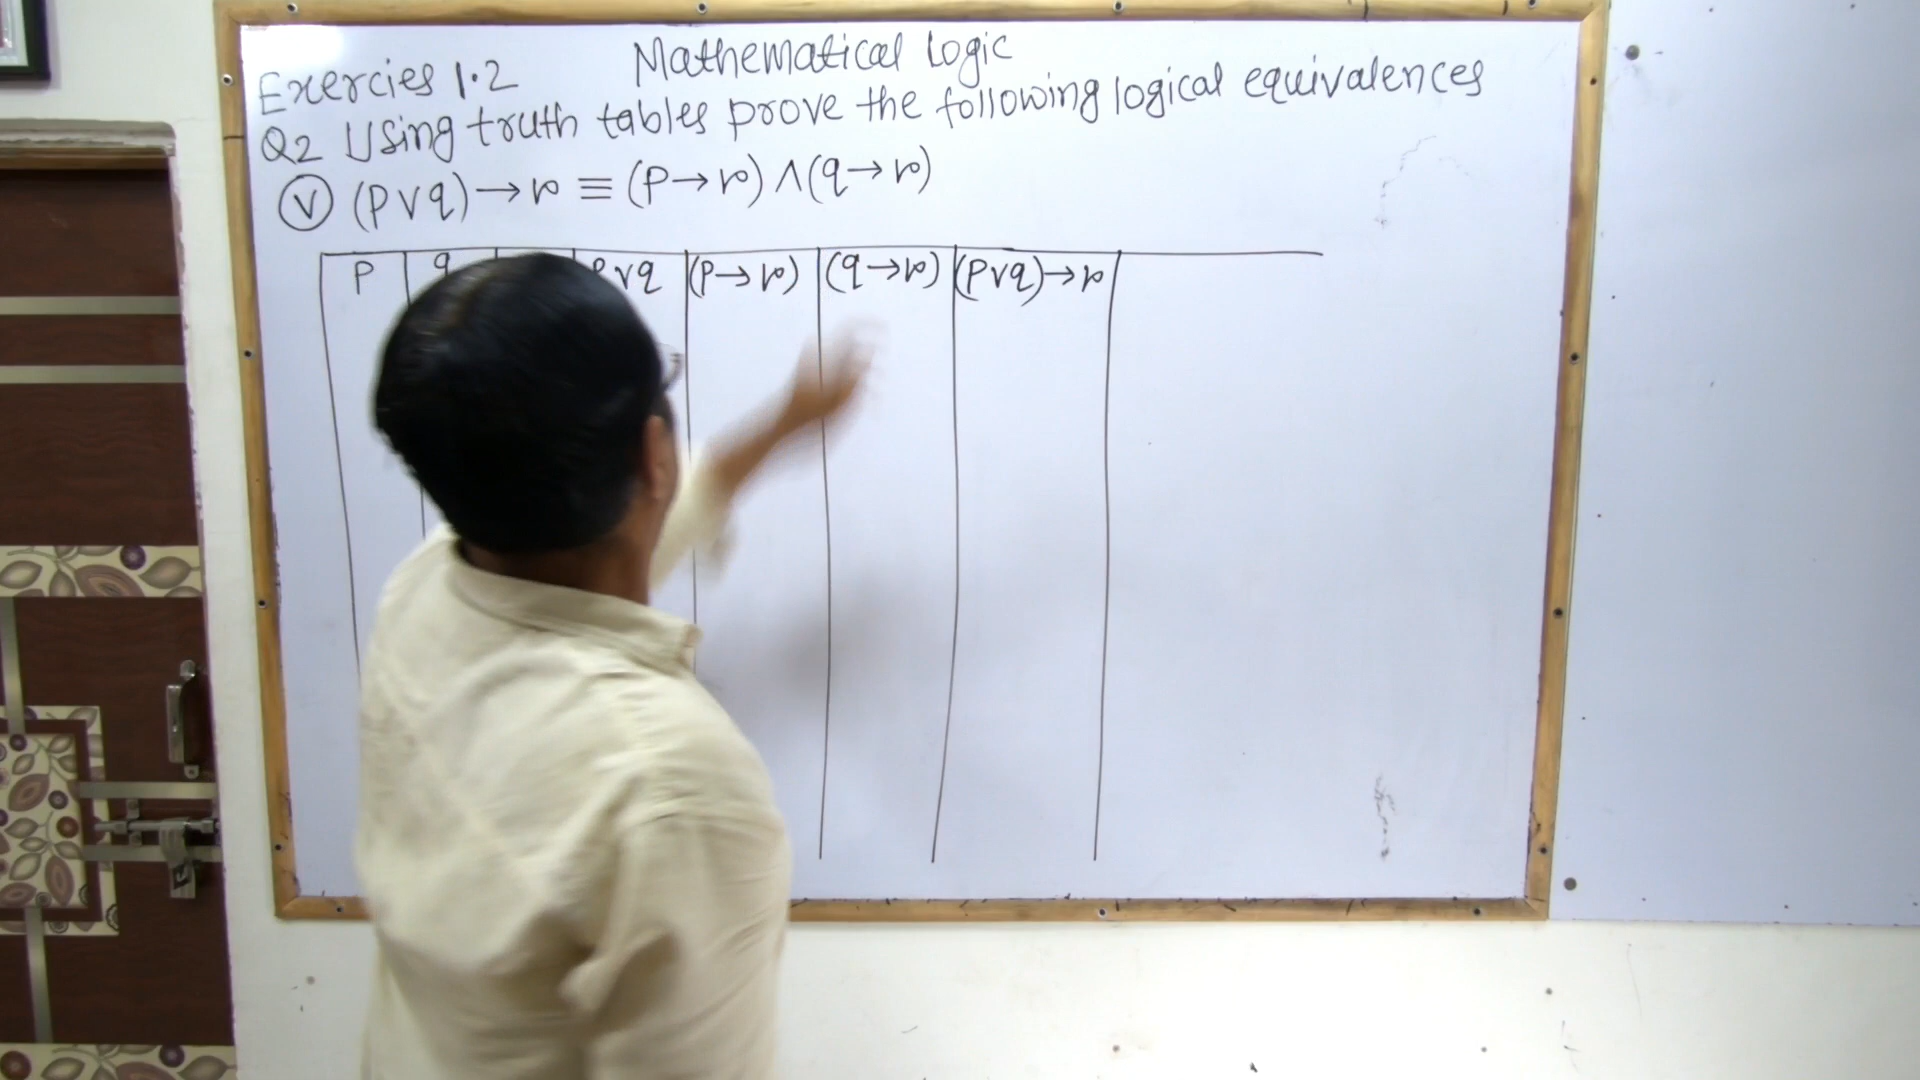 Mathematical Logic
Exercies 1.2
Q2 Using truth tables prove the following logical equivalences
(V) (p∨q)→r ≡ (p→r)∧(q→r)
p q p∨q (p→r) (q→r) (p∨q)→r